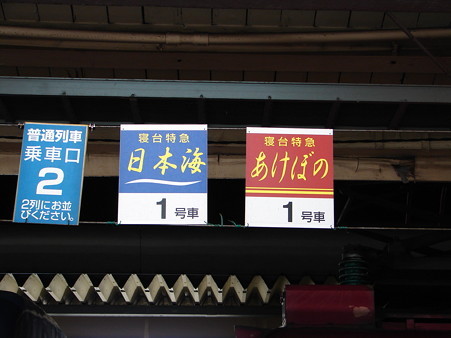 普通列車
乗車口
2
2列にお並
びください。
寝台特急
日本海
1号車
寝台特急
あけぼの
1号車